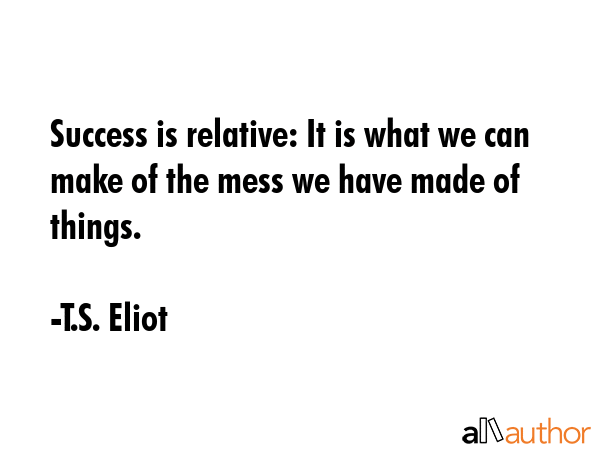 Success is relative: It is what we can
make of the mess we have made of
things.
-T.S. Eliot
allauthor